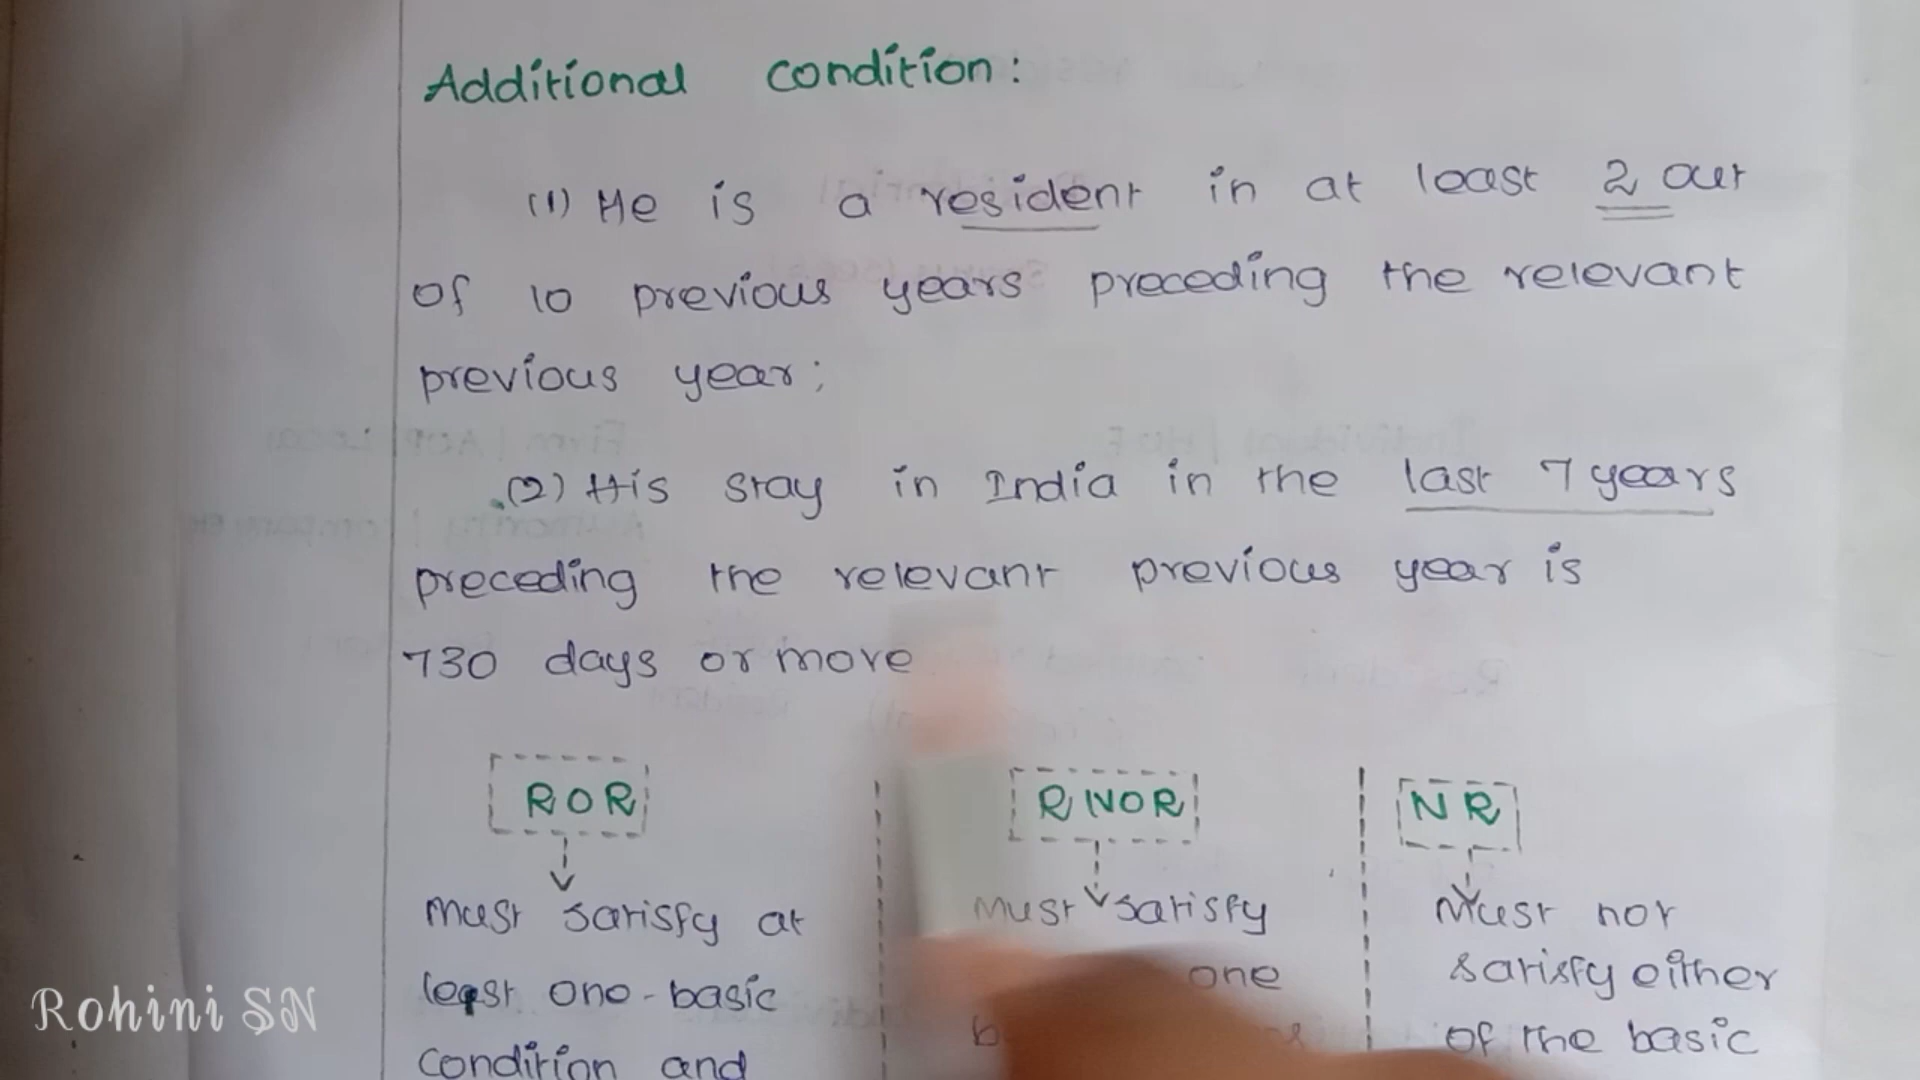 Additional condition:
(1) He is a resident in at least 2 out
of 10 previous years preceding the relevant
previous year;
(2) His stay in India in the last 7 years
preceding the relevant previous year is
730 days or more
ROR
RNOR
NR
Must satisfy at
least one-basic
condition and
Must satisfy
one
Must not
satisfy either
of the basic
Rohini SN